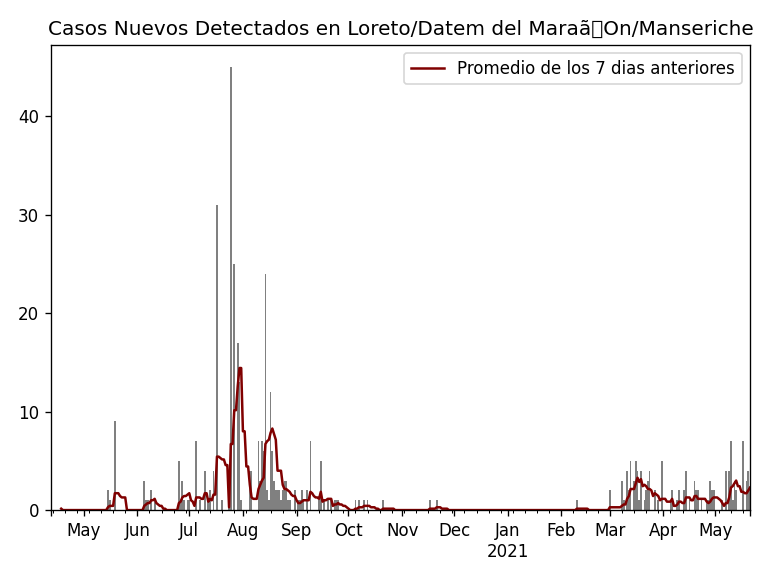 Casos Nuevos Detectados en Loreto/Datem del Maraã▯On/Manseriche
Promedio de los 7 dias anteriores
40
30
20
10
0
May Jun Jul Aug Sep Oct Nov Dec Jan Feb Mar Apr May
2021